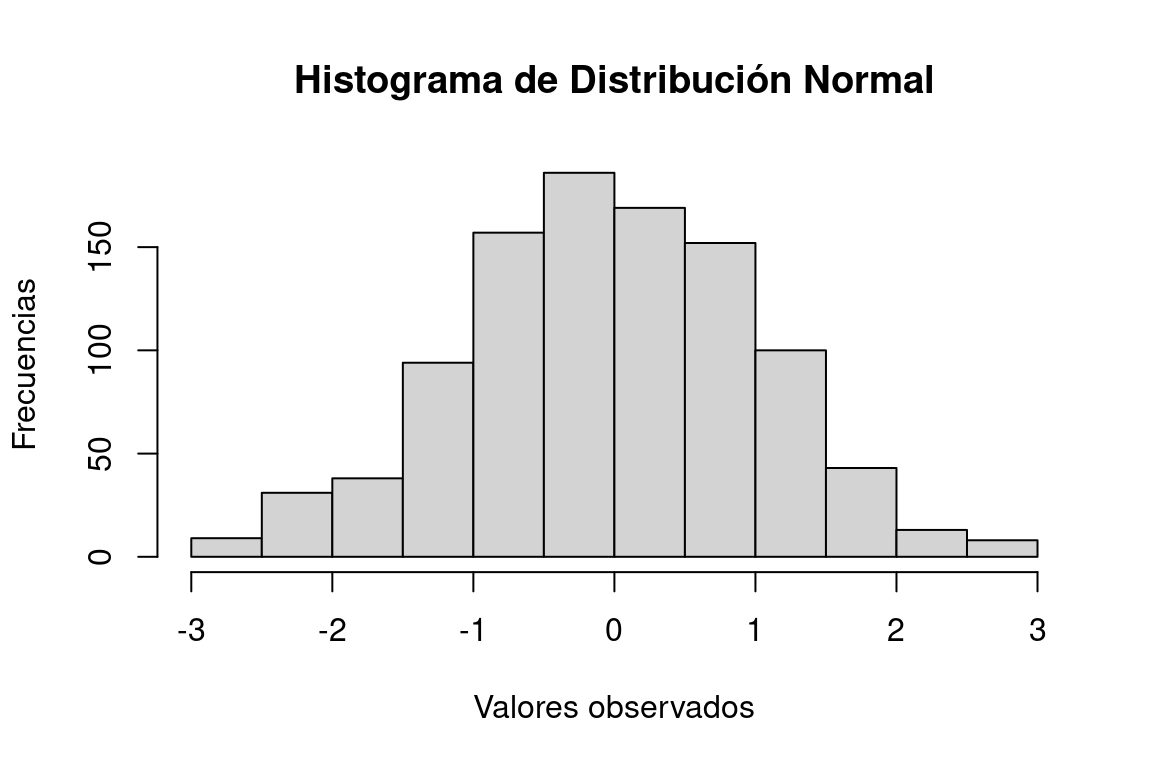 Histograma de Distribución Normal
Frecuencias
150
100
50
0
-3 -2 -1 0 1 2 3
Valores observados